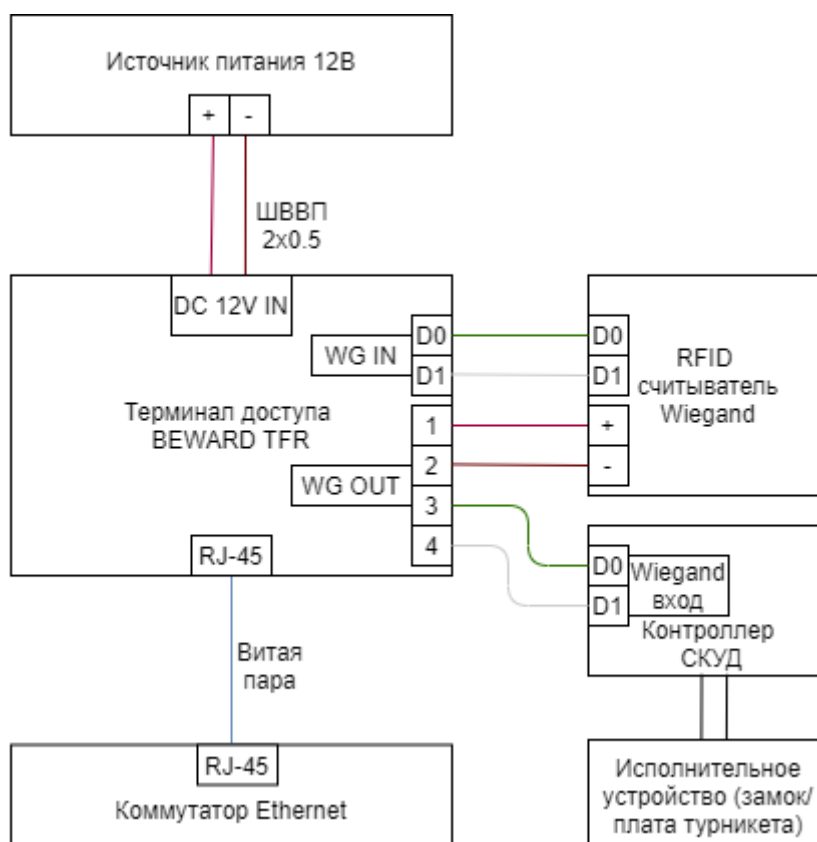 Источник питания 12В
+ -
ШВВП
2x0.5
DC 12V IN
WG IN
D0
D1
Терминал доступа
BEWARD TFR
1
2
3
4
WG OUT
RJ-45
D0
D1
+
-
RFID
считыватель
Wiegand
D0
D1
Wiegand
вход
Контроллер
СКУД
Витая
пара
RJ-45
Коммутатор Ethernet
Исполнительное
устройство (замок/
плата турникета)